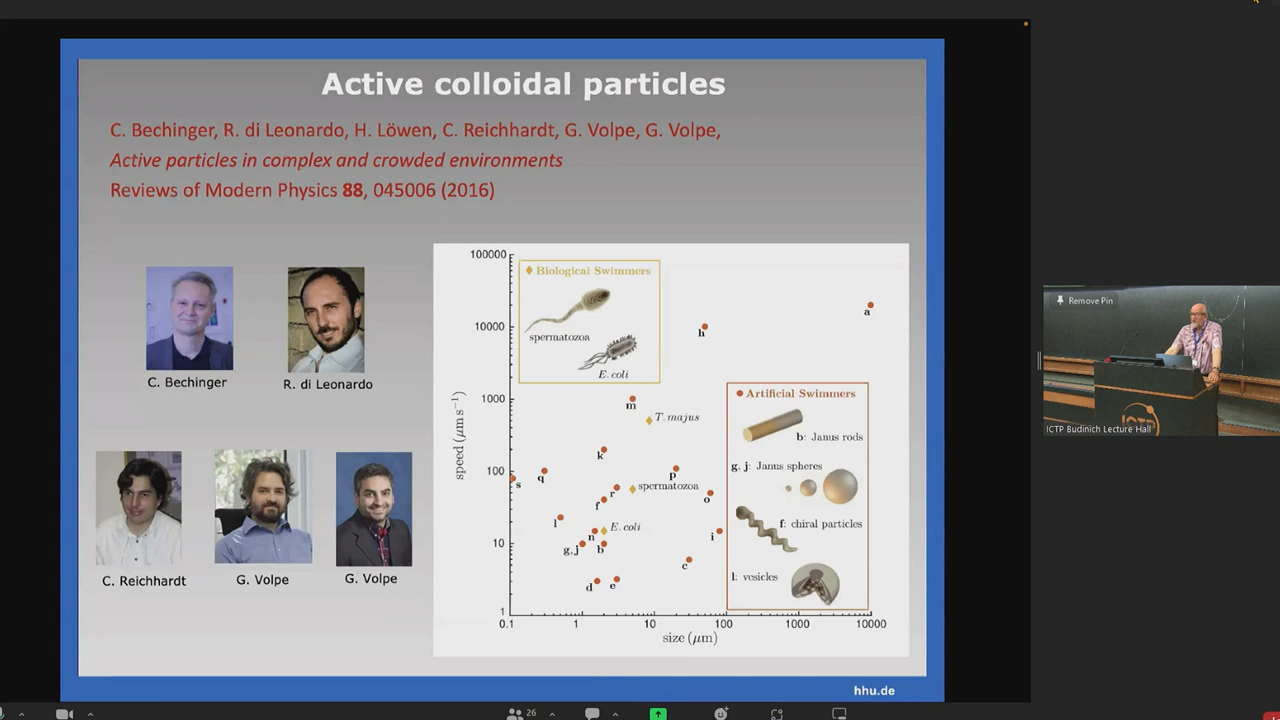 Active colloidal particles
C. Bechinger, R. di Leonardo, H. Löwen, C. Reichhardt, G. Volpe, G. Volpe,
Active particles in complex and crowded environments
Reviews of Modern Physics 88, 045006 (2016)
C. Bechinger
R. di Leonardo
C. Reichhardt
G. Volpe
G. Volpe
100000
10000
1000
100
10
1
speed (μm s⁻¹)
0.1
1
10
100
1000
10000
size (μm)
Biological Swimmers
spermatozoa
E. coli
a
h
m
T. majus
k
p
s
q
r
spermatozoa
f
o
l
n
E. coli
i
g, j
b
c
d
e
Artificial Swimmers
b: Janus rods
g, j: Janus spheres
f: chiral particles
l: vesicles
hhu.de
Remove Pin
ICTP
ICTP Budinich Lecture Hall
26